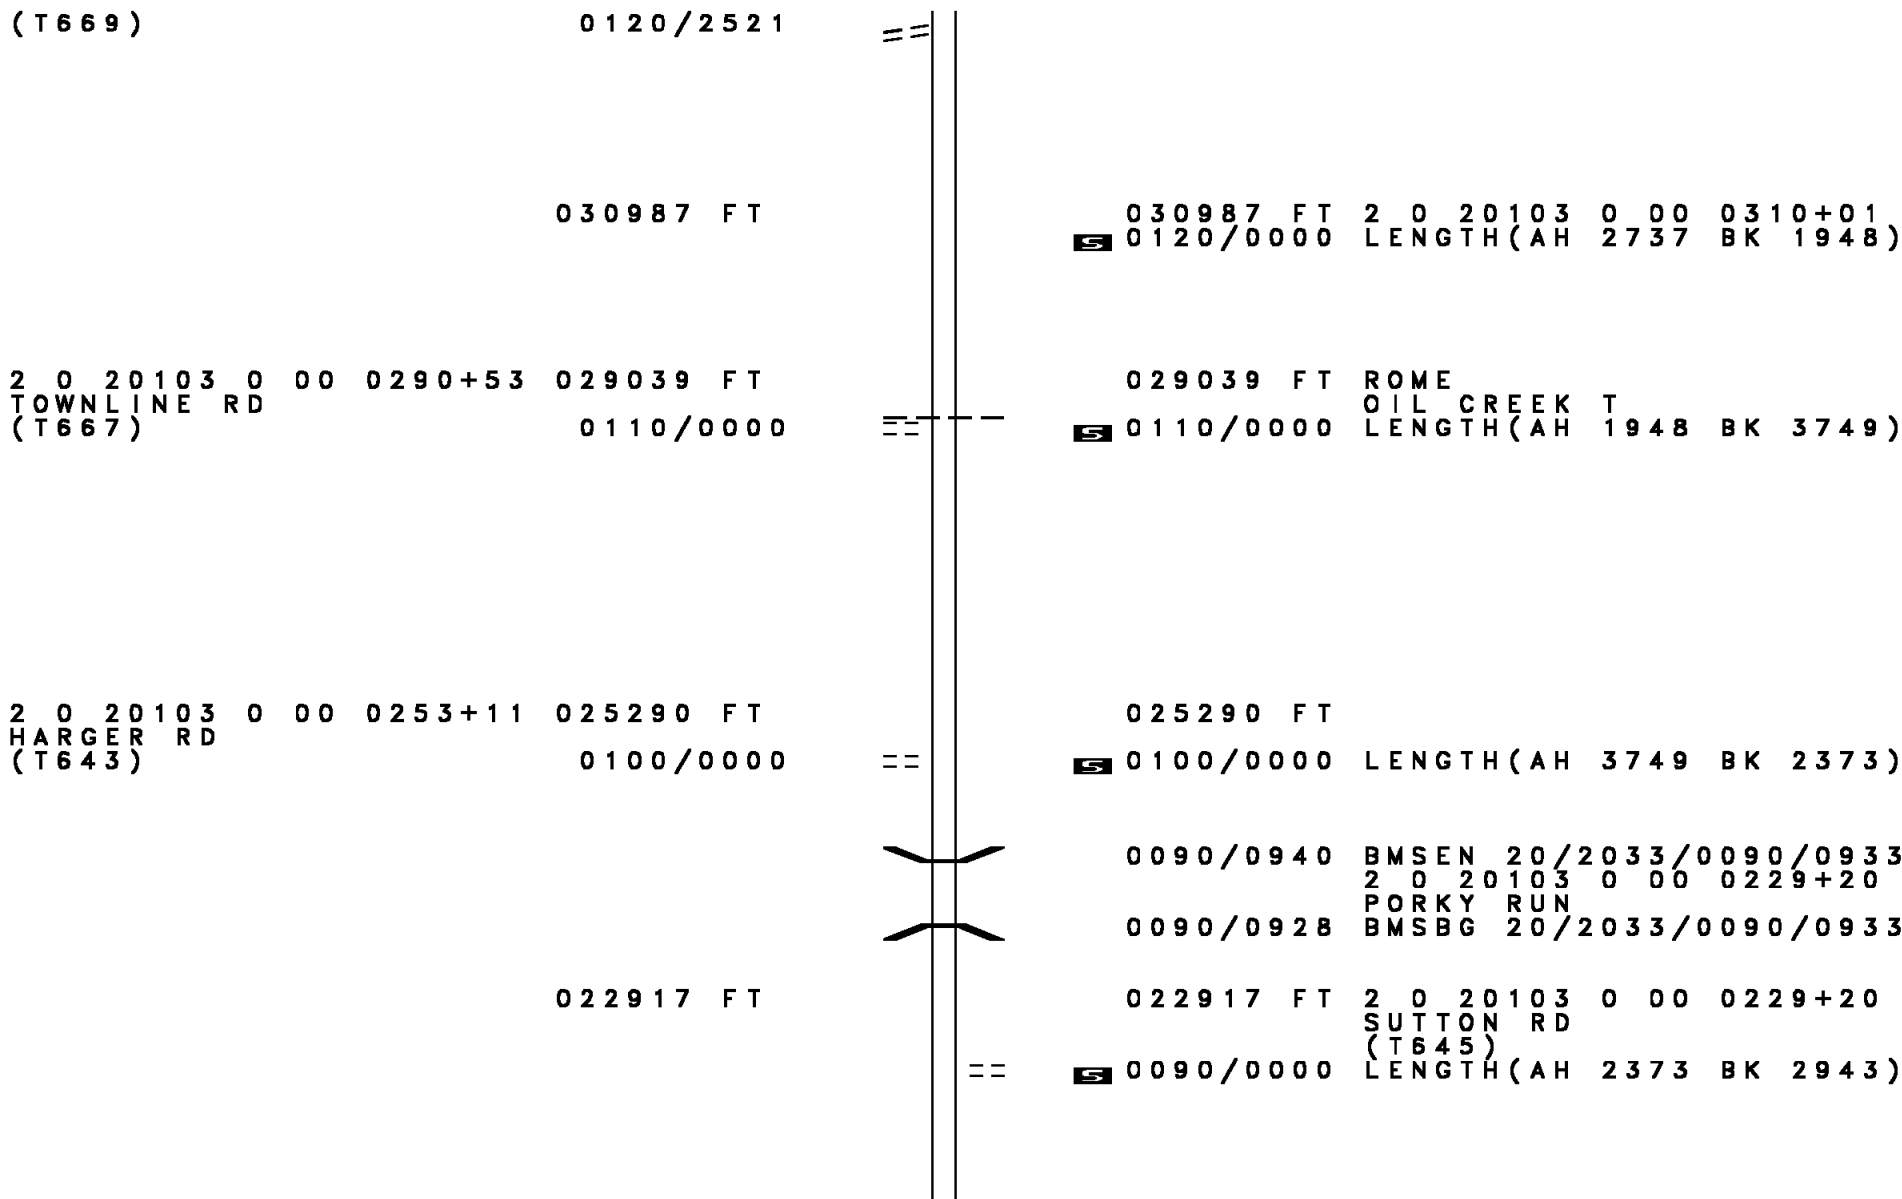 (T669) 0120/2521
030987 FT 030987 FT 2 0 20103 0 00 0310+01
S 0120/0000 LENGTH(AH 2737 BK 1948)
2 0 20103 0 00 0290+53 029039 FT 029039 FT ROME
TOWNLINE RD OIL CREEK T
(T667) 0110/0000 S 0110/0000 LENGTH(AH 1948 BK 3749)
2 0 20103 0 00 0253+11 025290 FT 025290 FT
HARGER RD
(T643) 0100/0000 S 0100/0000 LENGTH(AH 3749 BK 2373)
0090/0940 BMSEN 20/2033/0090/0933
2 0 20103 0 00 0229+20
PORKY RUN
0090/0928 BMSBG 20/2033/0090/0933
022917 FT 022917 FT 2 0 20103 0 00 0229+20
SUTTON RD
(T645)
S 0090/0000 LENGTH(AH 2373 BK 2943)